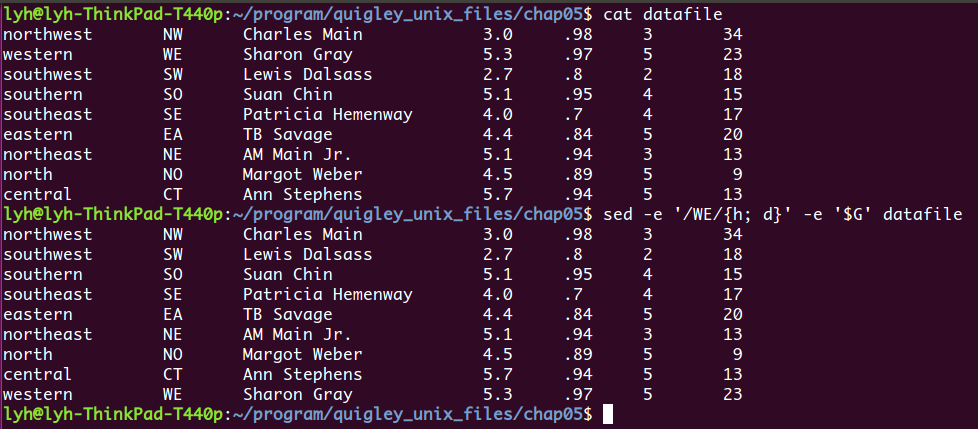 lyh@lyh-ThinkPad-T440p:~/program/quigley_unix_files/chap05$ cat datafile
northwest NW Charles Main 3.0 .98 3 34
western WE Sharon Gray 5.3 .97 5 23
southwest SW Lewis Dalsass 2.7 .8 2 18
southern SO Suan Chin 5.1 .95 4 15
southeast SE Patricia Hemenway 4.0 .7 4 17
eastern EA TB Savage 4.4 .84 5 20
northeast NE AM Main Jr. 5.1 .94 3 13
north NO Margot Weber 4.5 .89 5 9
central CT Ann Stephens 5.7 .94 5 13
lyh@lyh-ThinkPad-T440p:~/program/quigley_unix_files/chap05$ sed -e '/WE/{h; d}' -e '$G' datafile
northwest NW Charles Main 3.0 .98 3 34
southwest SW Lewis Dalsass 2.7 .8 2 18
southern SO Suan Chin 5.1 .95 4 15
southeast SE Patricia Hemenway 4.0 .7 4 17
eastern EA TB Savage 4.4 .84 5 20
northeast NE AM Main Jr. 5.1 .94 3 13
north NO Margot Weber 4.5 .89 5 9
central CT Ann Stephens 5.7 .94 5 13
western WE Sharon Gray 5.3 .97 5 23
lyh@lyh-ThinkPad-T440p:~/program/quigley_unix_files/chap05$